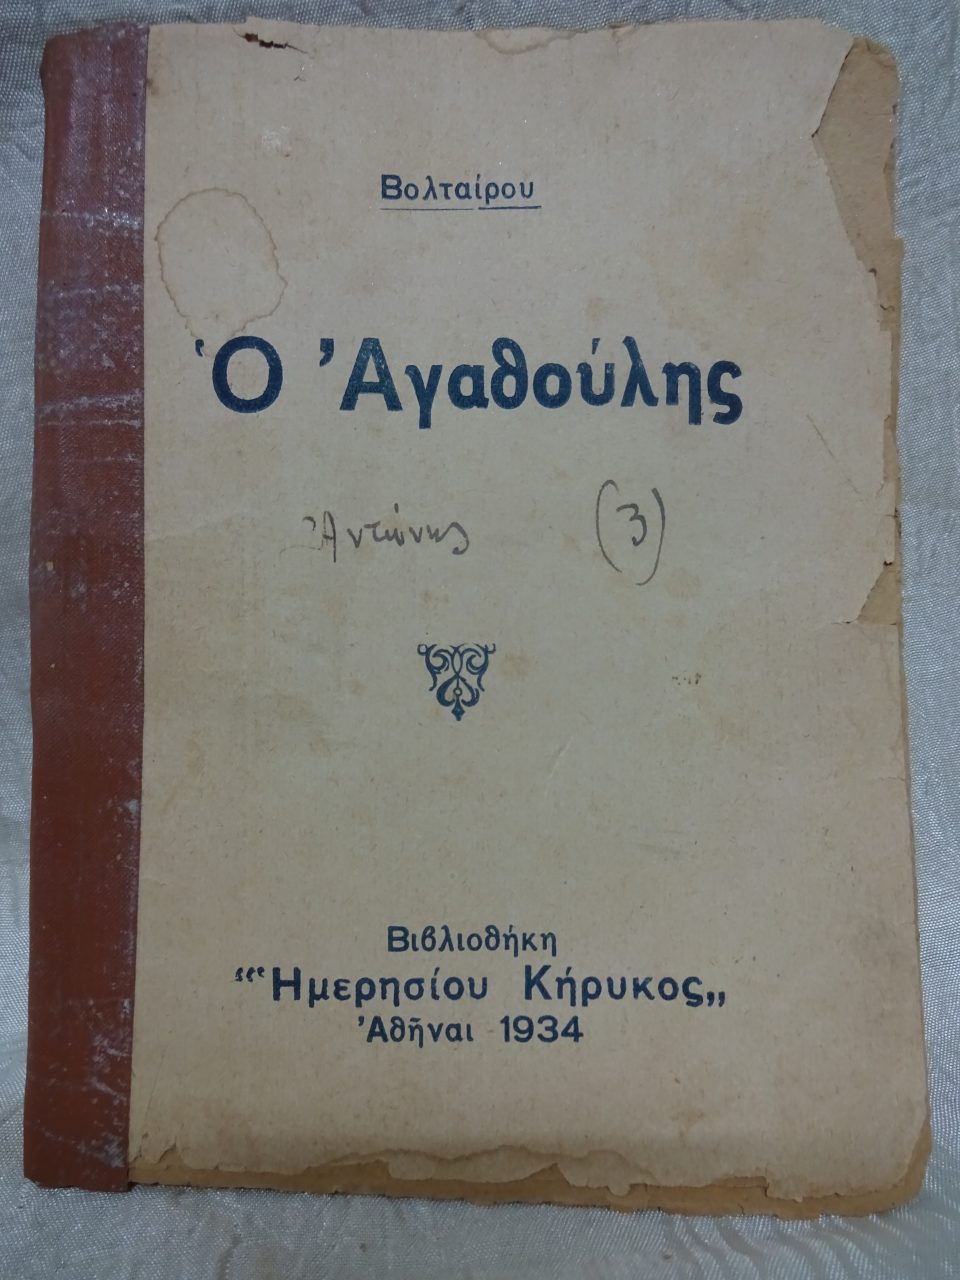 Βολταίρου
Ὁ Ἀγαθούλης
Ἀντώνης (3)
Βιβλιοθήκη
“Ἡμερησίου Κήρυκος„
Ἀθῆναι 1934